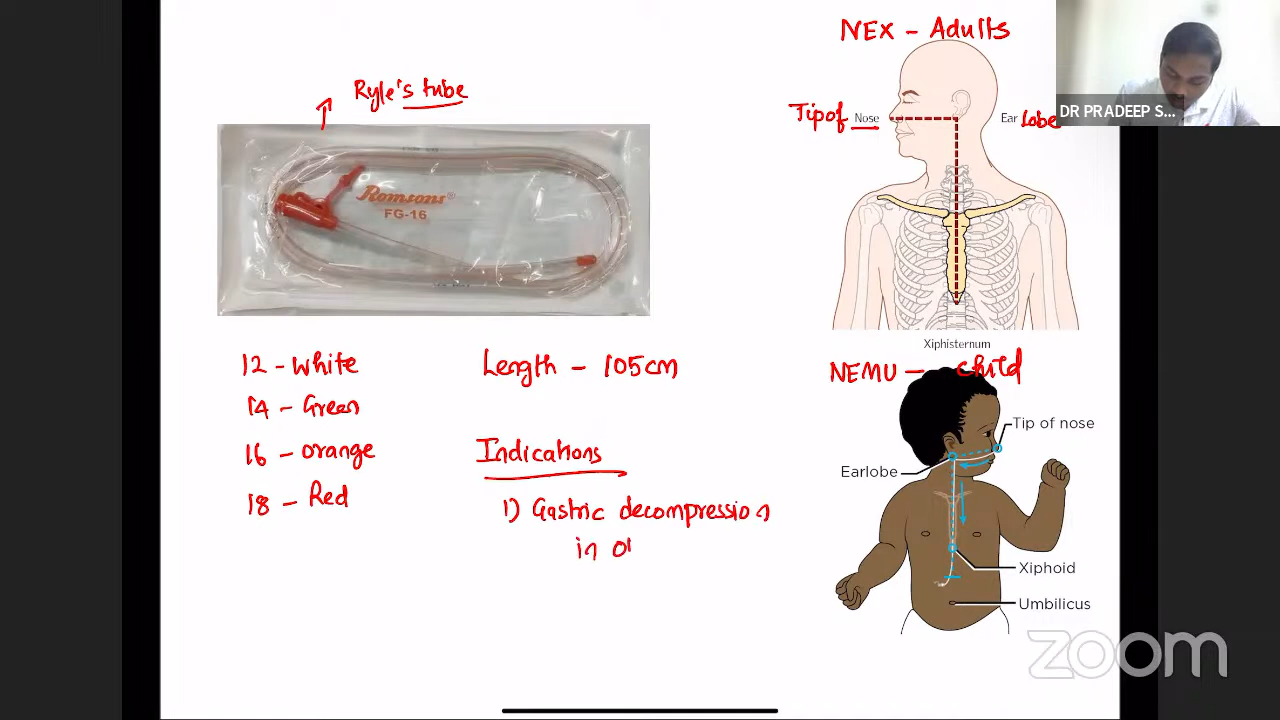 NEX - Adults
Ryle's tube
Tip of Nose
Ear Lobe
DR PRADEEP S...
Romsons®
FG-16
Xiphisternum
12 - White
14 - Green
16 - Orange
18 - Red
Length - 105cm
Indications
1) Gastric decompression
in
NEMU - child
Tip of nose
Earlobe
Xiphoid
Umbilicus
zoom